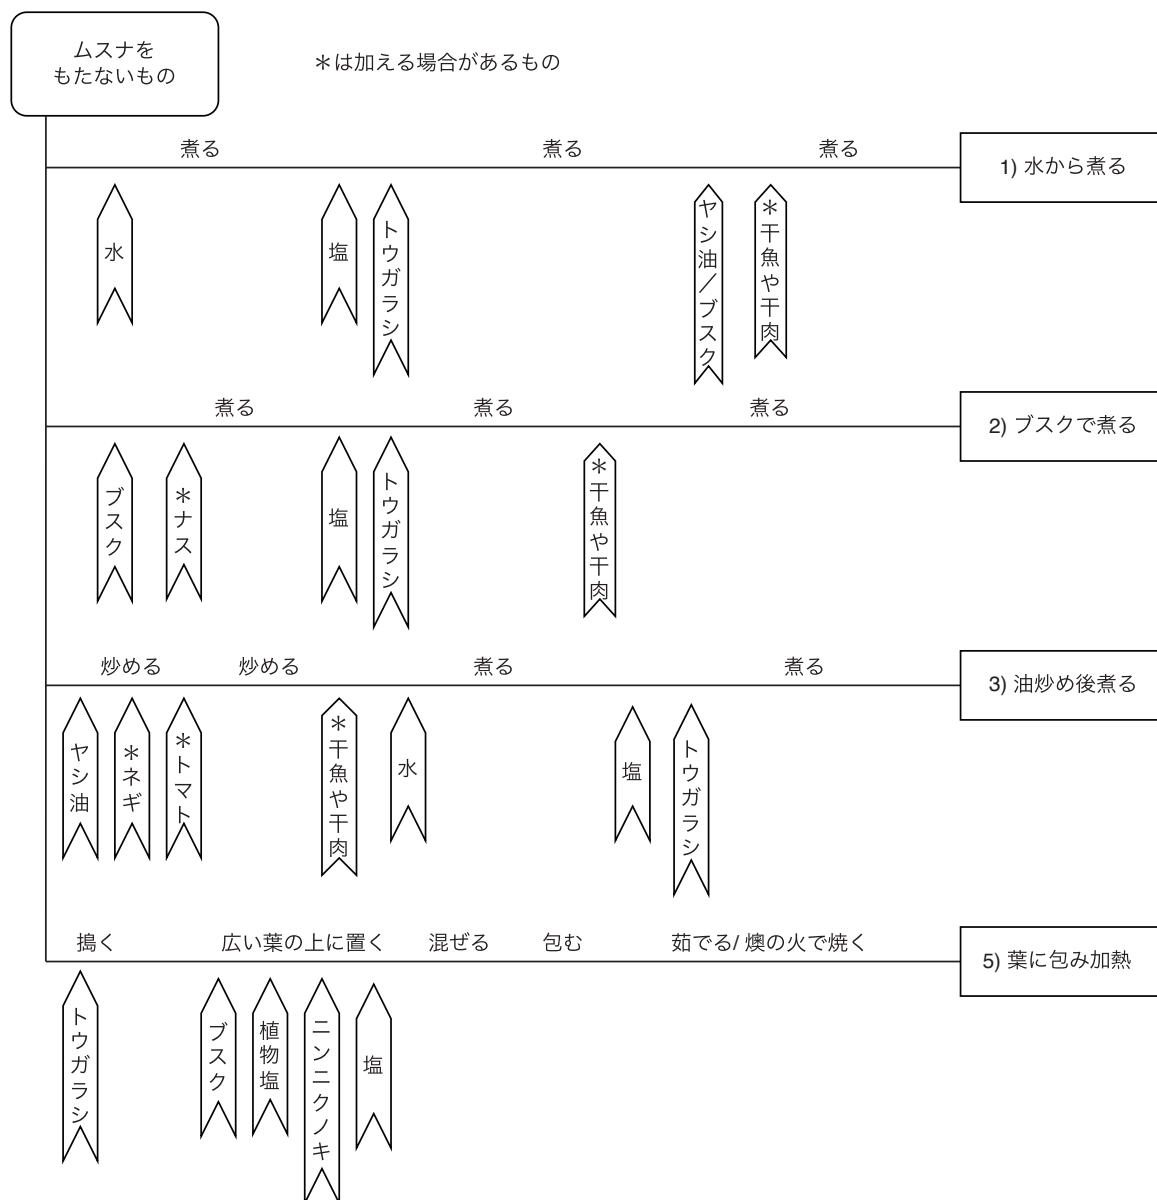 ムスナを
もたないもの
＊は加える場合があるもの
煮る
煮る
煮る
1) 水から煮る
水
塩
トウガラシ
ヤシ油／ブスク
＊干魚や干肉
煮る
煮る
煮る
2) ブスクで煮る
ブスク
＊ナス
塩
トウガラシ
＊干魚や干肉
炒める
炒める
煮る
煮る
3) 油炒め後煮る
ヤシ油
＊ネギ
＊トマト
＊干魚や干肉
水
塩
トウガラシ
搗く
広い葉の上に置く
混ぜる
包む
茹でる/ 燠の火で焼く
5) 葉に包み加熱
トウガラシ
ブスク
植物塩
ニンニクノキ
塩